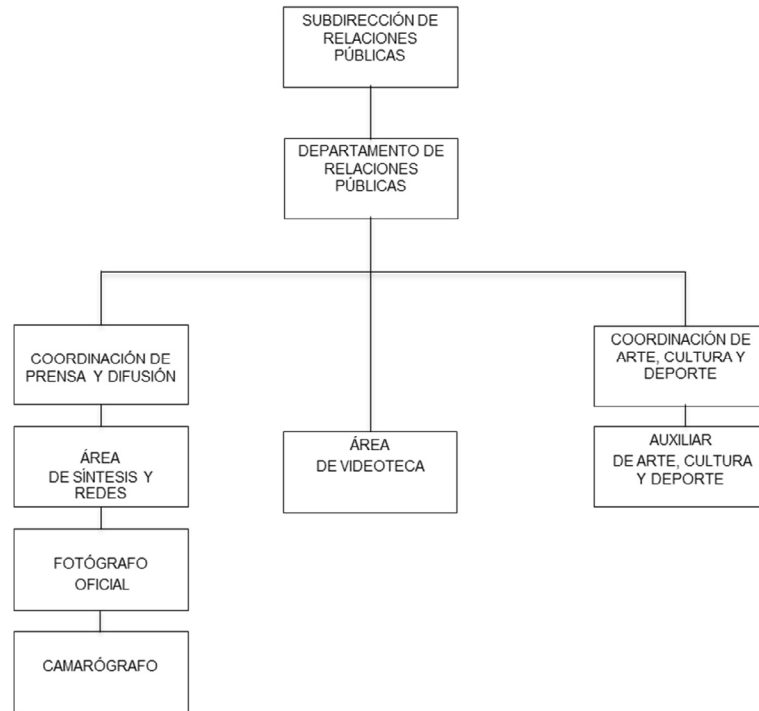 SUBDIRECCIÓN DE
RELACIONES
PÚBLICAS
DEPARTAMENTO DE
RELACIONES
PÚBLICAS
COORDINACIÓN DE
PRENSA Y DIFUSIÓN
ÁREA
DE SÍNTESIS Y
REDES
FOTÓGRAFO
OFICIAL
CAMARÓGRAFO
ÁREA
DE VIDEOTECA
COORDINACIÓN DE
ARTE, CULTURA Y
DEPORTE
AUXILIAR
DE ARTE, CULTURA
Y DEPORTE